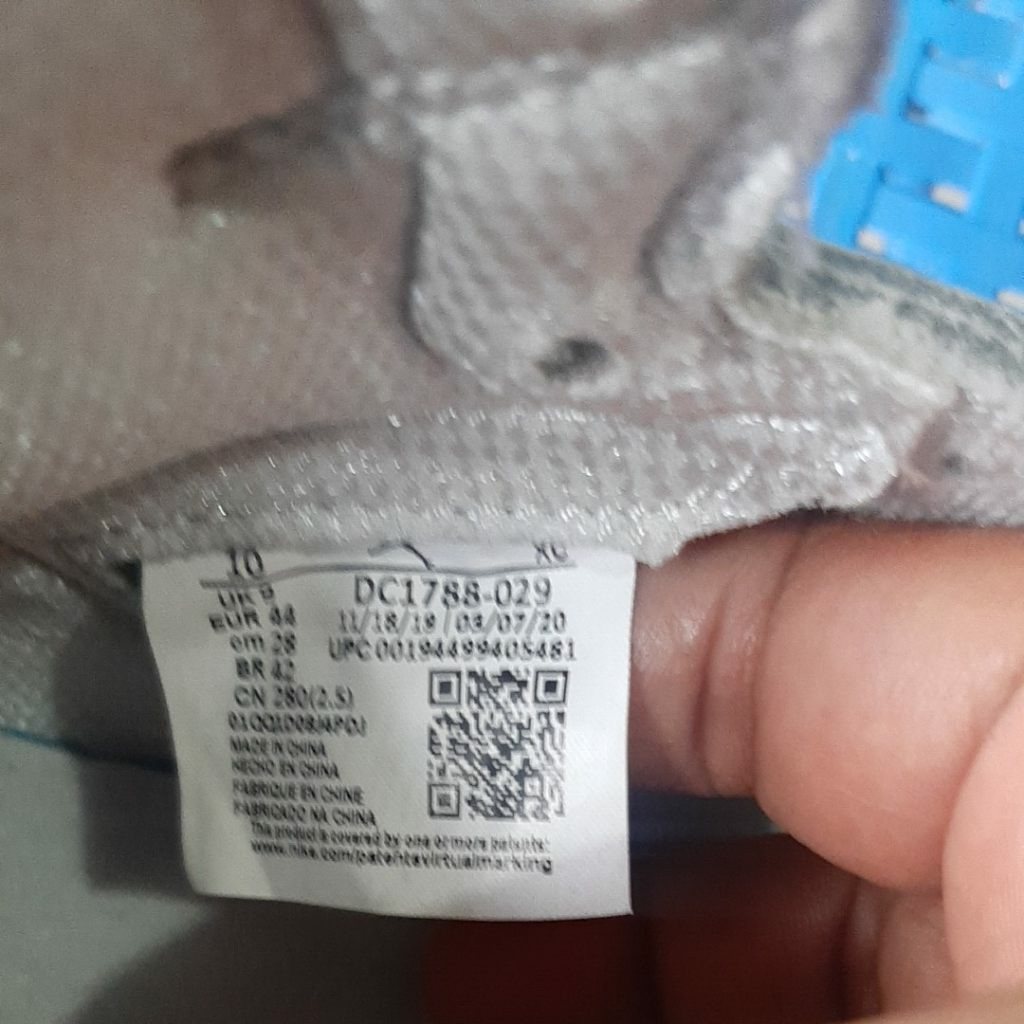 10
UK 9
EUR 44
cm 28
BR 42
CN 280(2.5)
DC1788-029
11/18/19 03/07/20
UPC 00194499405481
MADE IN CHINA
HECHO EN CHINA
FABRIQUE EN CHINE
FABRICADO NA CHINA
This product is covered by one or more patents:
www.nike.com/patentsvirtualmarking